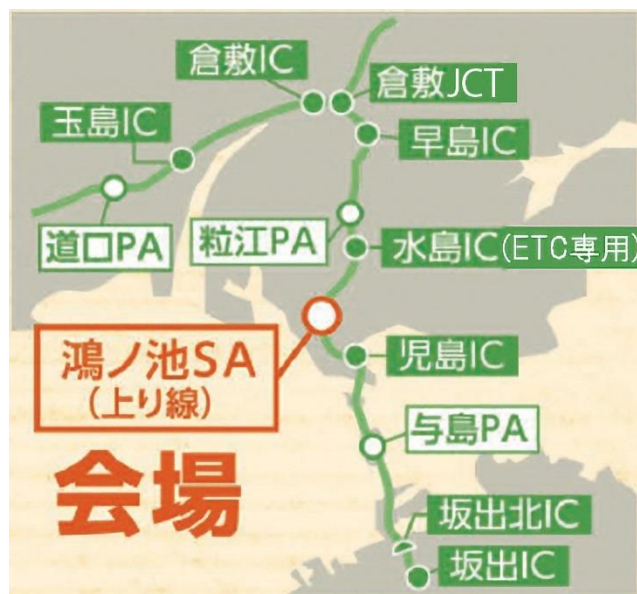 倉敷IC
倉敷JCT
玉島IC
早島IC
道口PA
粒江PA
水島IC(ETC専用)
鴻ノ池SA
(上り線)
児島IC
会場
与島PA
坂出北IC
坂出IC